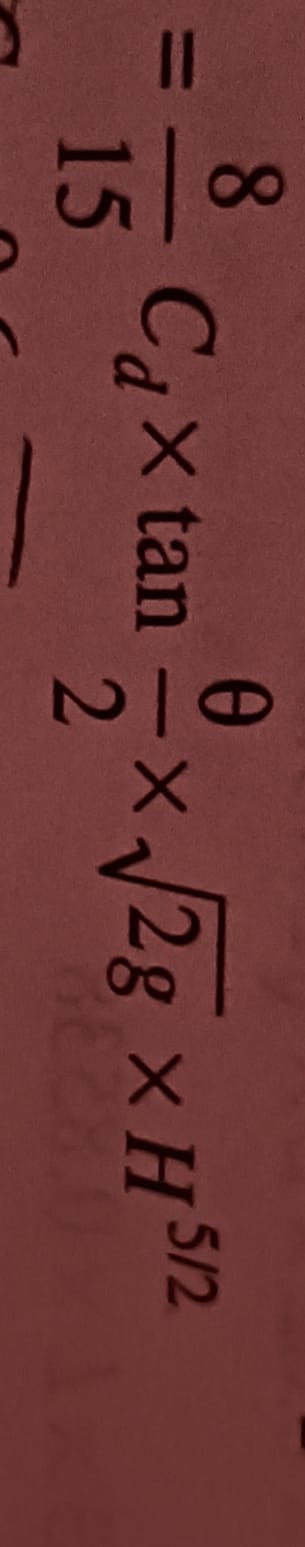 = 8/15 C_d × tan θ/2 × √2g × H^5/2